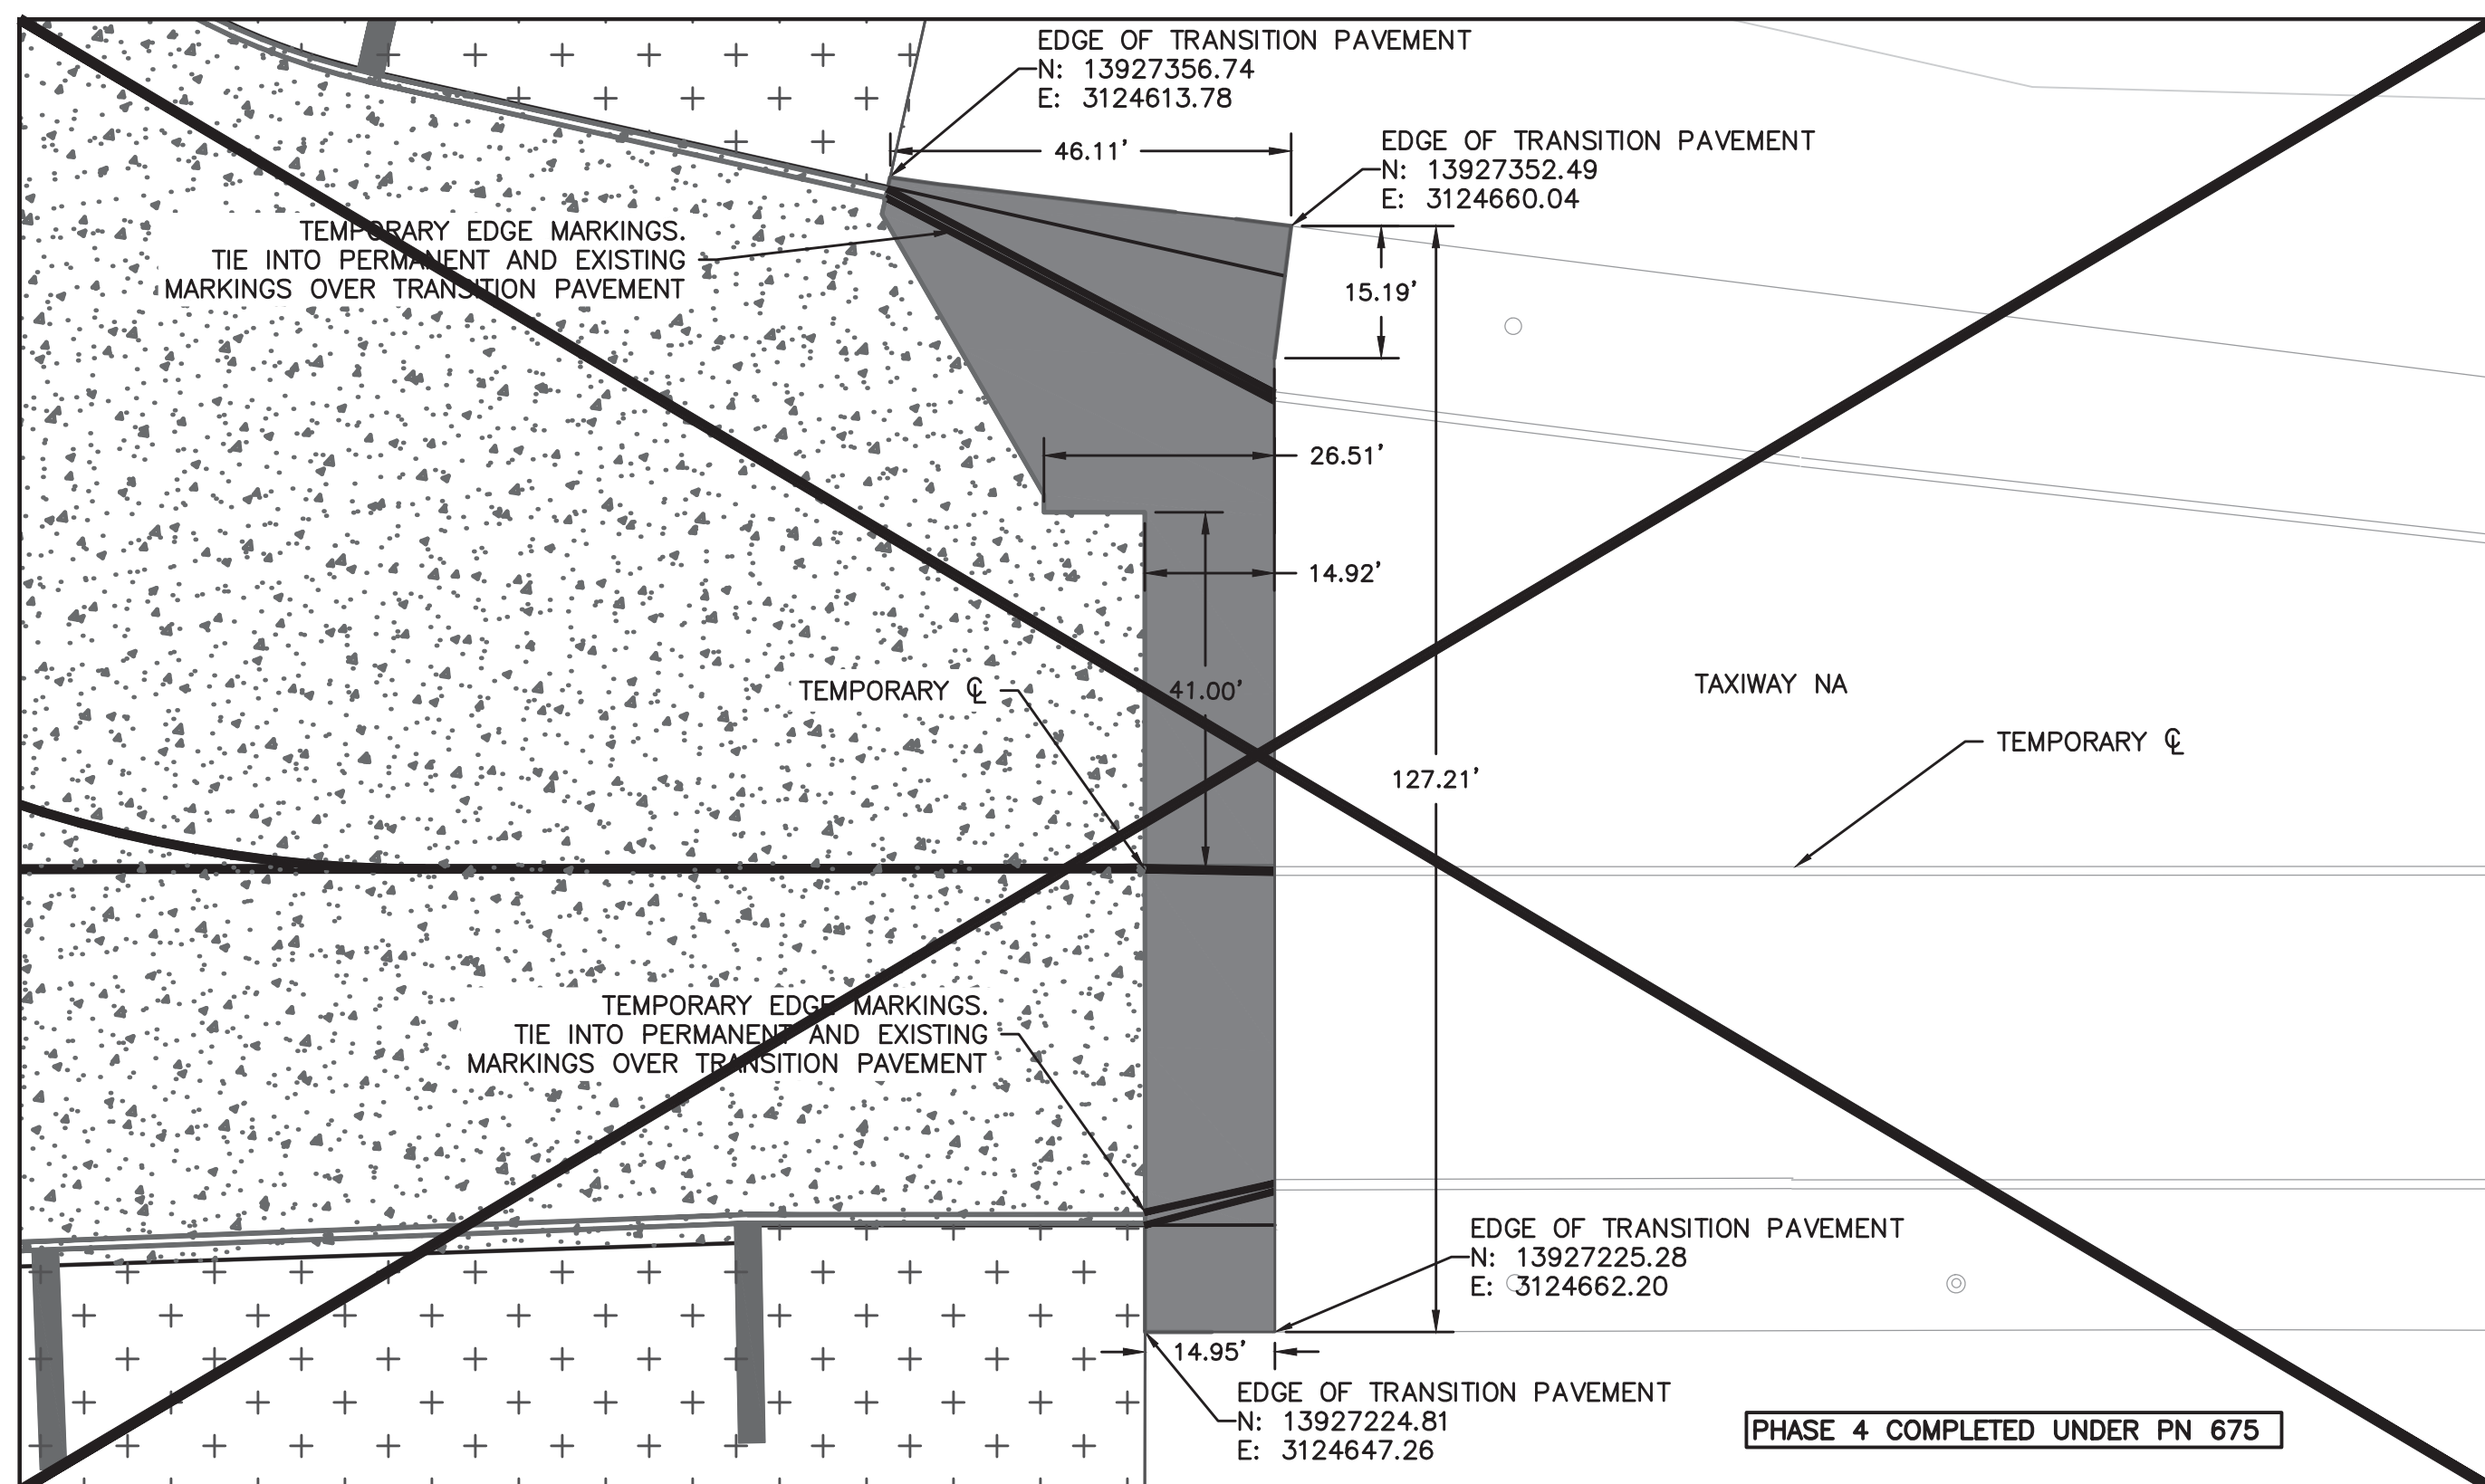 EDGE OF TRANSITION PAVEMENT
N: 13927356.74
E: 3124613.78
46.11'
EDGE OF TRANSITION PAVEMENT
N: 13927352.49
E: 3124660.04
TEMPORARY EDGE MARKINGS.
TIE INTO PERMANENT AND EXISTING
MARKINGS OVER TRANSITION PAVEMENT
15.19'
26.51'
14.92'
TEMPORARY ℄
41.00'
TAXIWAY NA
TEMPORARY ℄
127.21'
TEMPORARY EDGE MARKINGS.
TIE INTO PERMANENT AND EXISTING
MARKINGS OVER TRANSITION PAVEMENT
EDGE OF TRANSITION PAVEMENT
N: 13927225.28
E: 3124662.20
14.95'
EDGE OF TRANSITION PAVEMENT
N: 13927224.81
E: 3124647.26
PHASE 4 COMPLETED UNDER PN 675